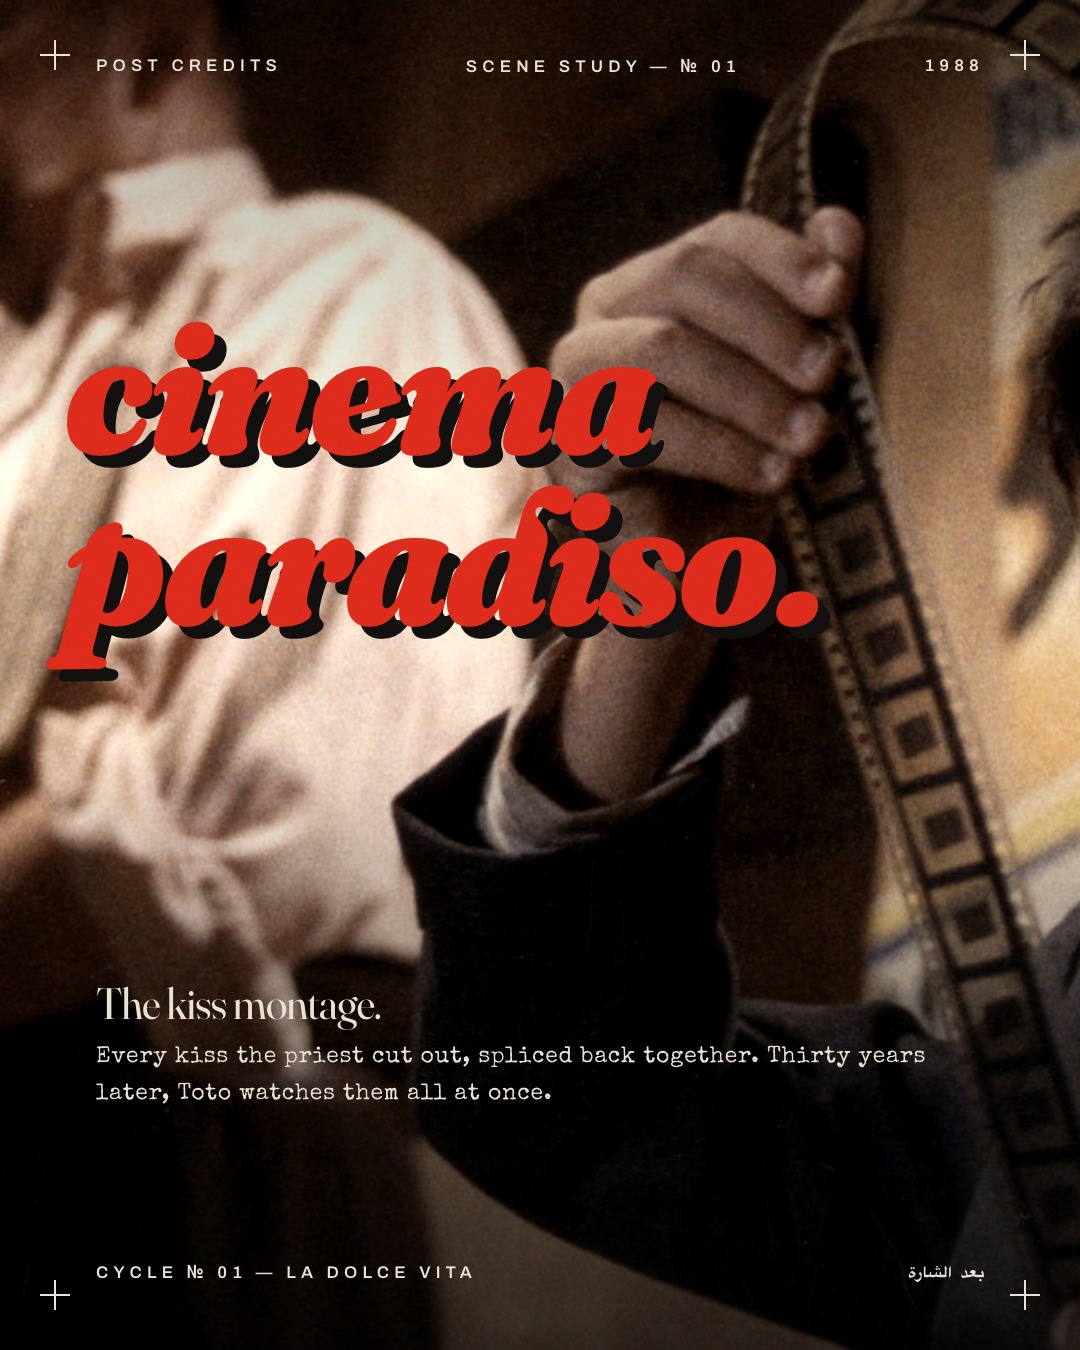 POST CREDITS
SCENE STUDY — № 01
1988
cinema
paradiso.
The kiss montage.
Every kiss the priest cut out, spliced back together. Thirty years
later, Toto watches them all at once.
CYCLE № 01 — LA DOLCE VITA
بعد الشارة